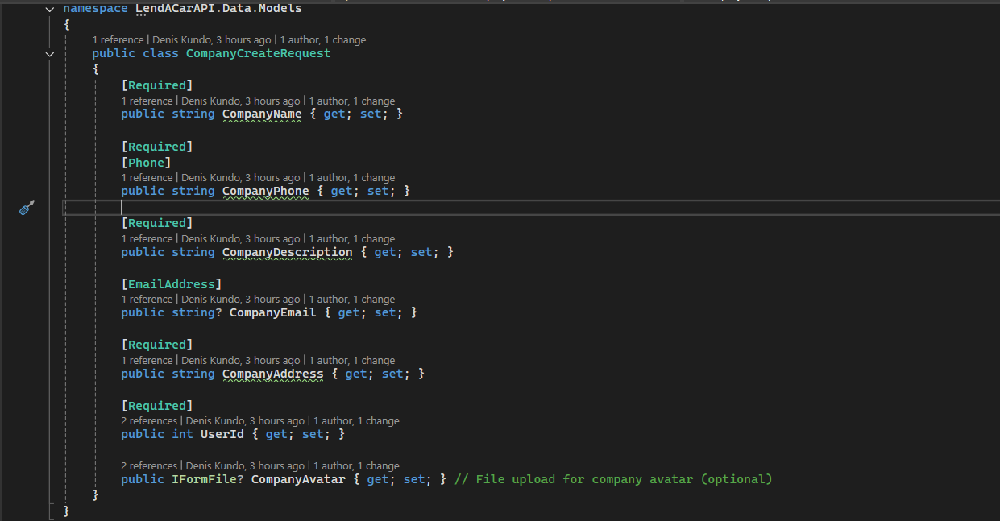 namespace LendACarAPI.Data.Models
{
1 reference | Denis Kundo, 3 hours ago | 1 author, 1 change
public class CompanyCreateRequest
{
[Required]
1 reference | Denis Kundo, 3 hours ago | 1 author, 1 change
public string CompanyName { get; set; }
[Required]
[Phone]
1 reference | Denis Kundo, 3 hours ago | 1 author, 1 change
public string CompanyPhone { get; set; }
[Required]
1 reference | Denis Kundo, 3 hours ago | 1 author, 1 change
public string CompanyDescription { get; set; }
[EmailAddress]
1 reference | Denis Kundo, 3 hours ago | 1 author, 1 change
public string? CompanyEmail { get; set; }
[Required]
1 reference | Denis Kundo, 3 hours ago | 1 author, 1 change
public string CompanyAddress { get; set; }
[Required]
2 references | Denis Kundo, 3 hours ago | 1 author, 1 change
public int UserId { get; set; }
2 references | Denis Kundo, 3 hours ago | 1 author, 1 change
public IFormFile? CompanyAvatar { get; set; } // File upload for company avatar (optional)
}
}